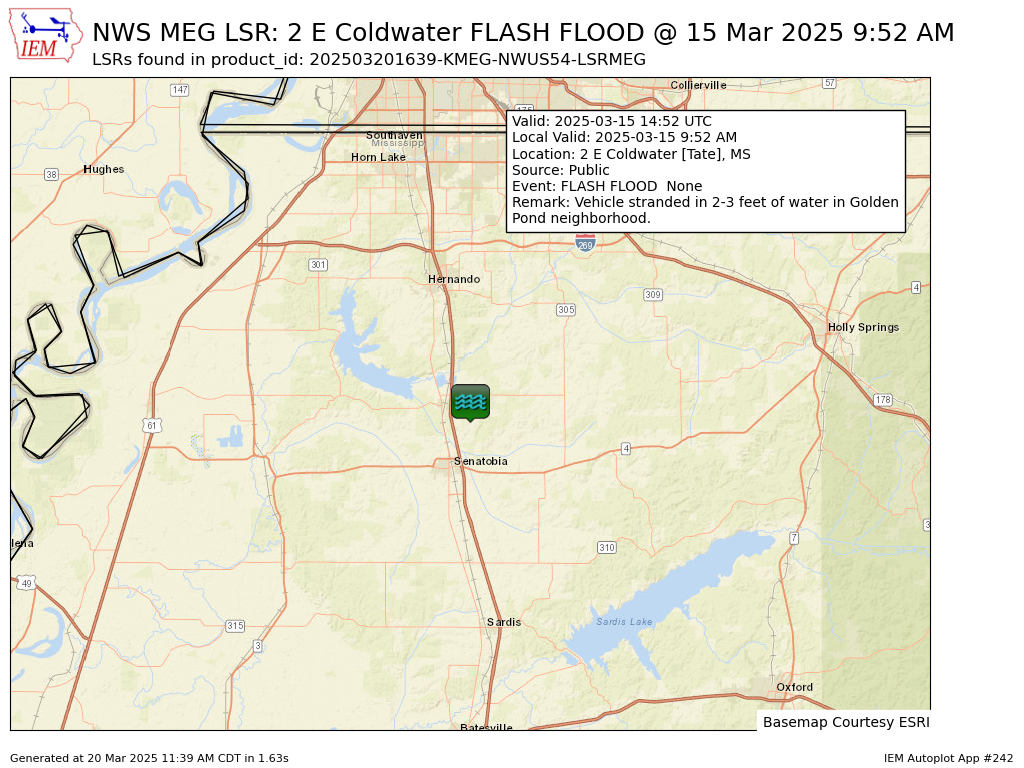 IEM
NWS MEG LSR: 2 E Coldwater FLASH FLOOD @ 15 Mar 2025 9:52 AM
LSRs found in product_id: 202503201639-KMEG-NWUS54-LSRMEG
Collierville
57
147
175
Valid: 2025-03-15 14:52 UTC
Local Valid: 2025-03-15 9:52 AM
Location: 2 E Coldwater [Tate], MS
Source: Public
Event: FLASH FLOOD  None
Remark: Vehicle stranded in 2-3 feet of water in Golden
Pond neighborhood.
Southaven
Mississippi
Horn Lake
Hughes
38
269
301
Hernando
4
309
305
Holly Springs
178
61
4
Senatobia
3
7
lena
310
49
Sardis
Sardis Lake
315
3
Oxford
Batesville
Basemap Courtesy ESRI
Generated at 20 Mar 2025 11:39 AM CDT in 1.63s
IEM Autoplot App #242